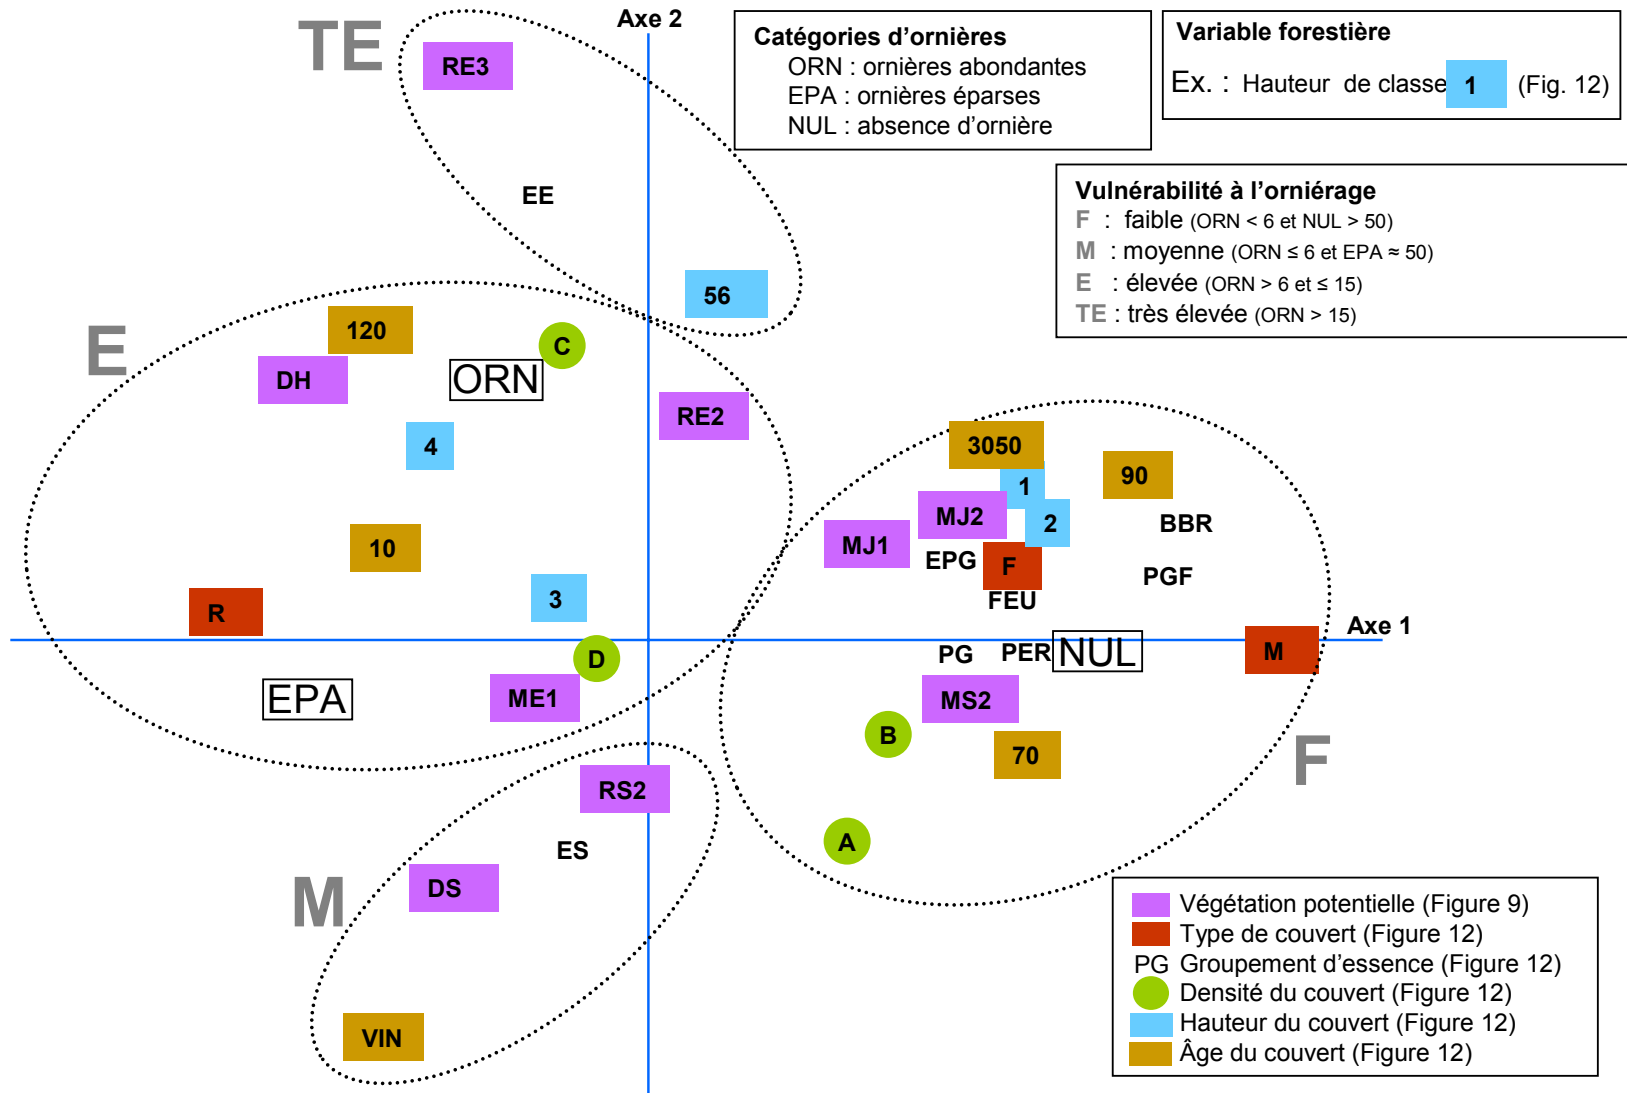 Axe 2
TE
RE3
EE
56
Catégories d'ornières
ORN : ornières abondantes
EPA : ornières éparses
NUL : absence d'ornière
Variable forestière
Ex. : Hauteur de classe 1 (Fig. 12)
Vulnérabilité à l'orniérage
F : faible (ORN < 6 et NUL > 50)
M : moyenne (ORN ≤ 6 et EPA ≈ 50)
E : élevée (ORN > 6 et ≤ 15)
TE : très élevée (ORN > 15)
E
120
C
DH
ORN
RE2
4
10
3
R
D
ME1
EPA
3050
90
1
MJ2
2
BBR
MJ1
EPG
F
PGF
FEU
Axe 1
PG
PER
NUL
M
MS2
B
70
F
A
RS2
ES
DS
M
VIN
Végétation potentielle (Figure 9)
Type de couvert (Figure 12)
PG Groupement d'essence (Figure 12)
Densité du couvert (Figure 12)
Hauteur du couvert (Figure 12)
Âge du couvert (Figure 12)